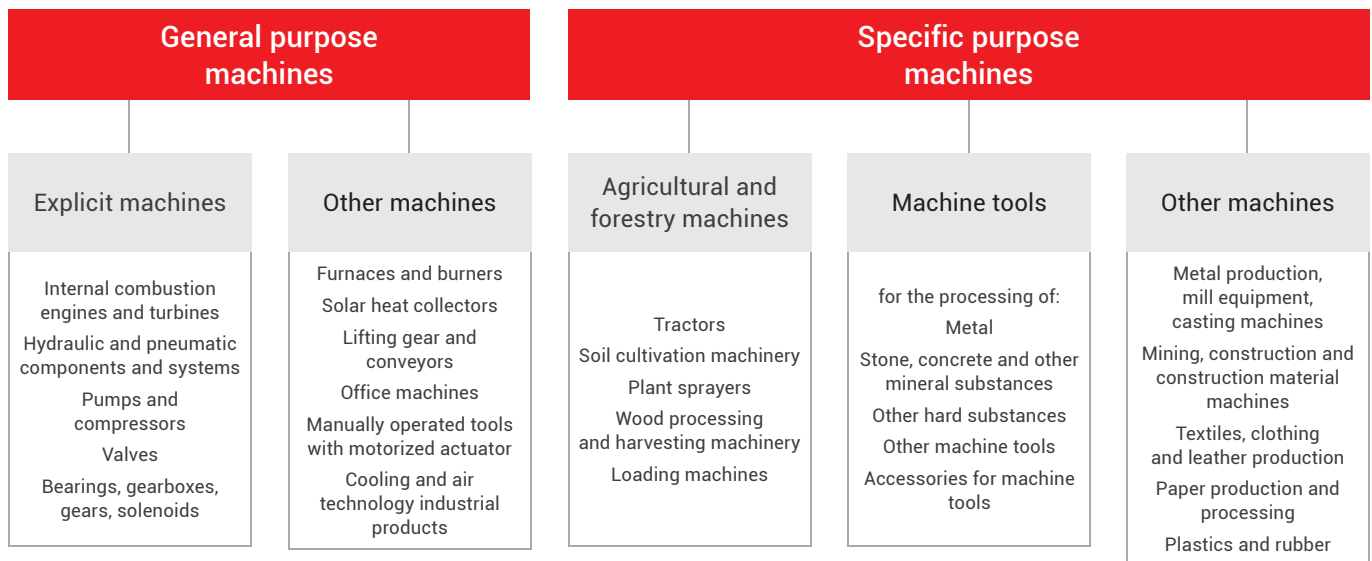 General purpose
machines
Specific purpose
machines
Explicit machines
Other machines
Agricultural and
forestry machines
Machine tools
Other machines
Internal combustion
engines and turbines
Hydraulic and pneumatic
components and systems
Pumps and
compressors
Valves
Bearings, gearboxes,
gears, solenoids
Furnaces and burners
Solar heat collectors
Lifting gear and
conveyors
Office machines
Manually operated tools
with motorized actuator
Cooling and air
technology industrial
products
Tractors
Soil cultivation machinery
Plant sprayers
Wood processing
and harvesting machinery
Loading machines
for the processing of:
Metal
Stone, concrete and other
mineral substances
Other hard substances
Other machine tools
Accessories for machine
tools
Metal production,
mill equipment,
casting machines
Mining, construction and
construction material
machines
Textiles, clothing
and leather production
Paper production and
processing
Plastics and rubber